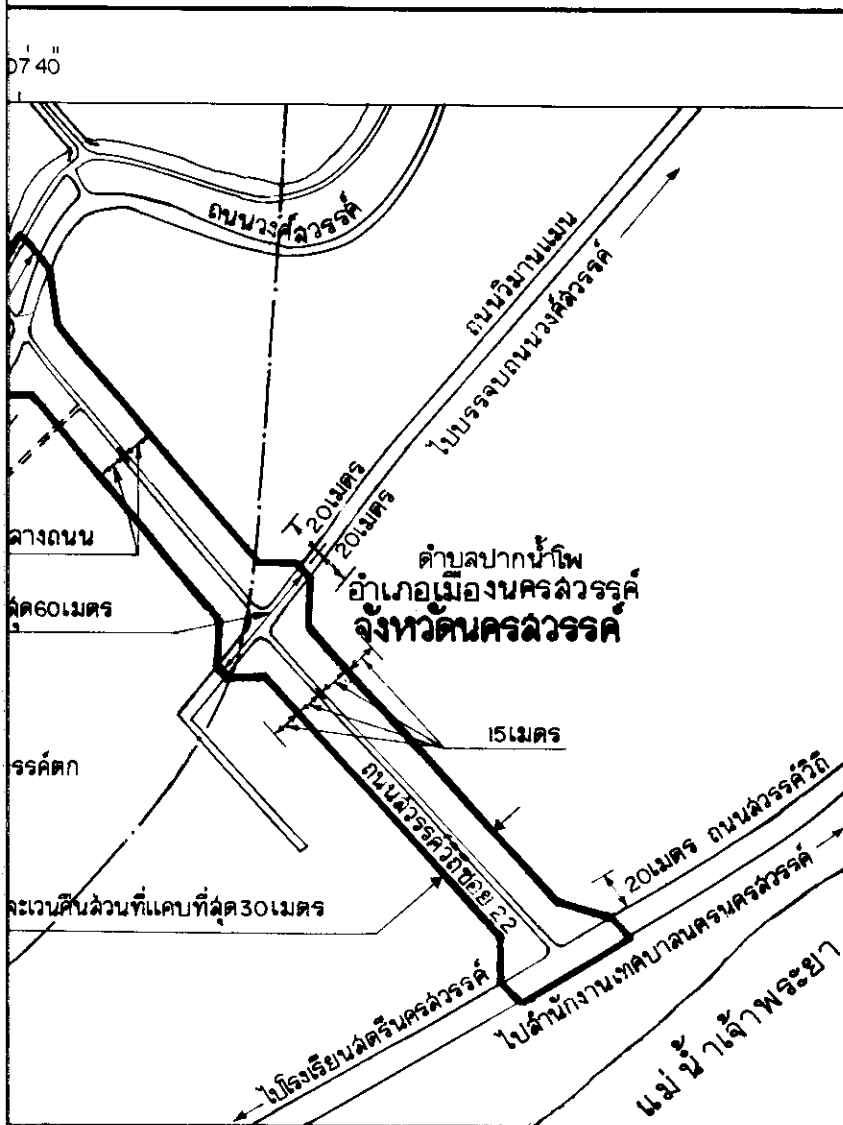 07'40"
ถนนวงศ์สวรรค์
ถนนวิมานแมน
ไปบรรจบถนนวงศ์สวรรค์
20เมตร
20เมตร
ลางถนน
ตำบลปากน้ำโพ
อำเภอเมืองนครสวรรค์
จังหวัดนครสวรรค์
สุด60เมตร
15เมตร
รรค์ตก
ถนนสวรรค์วิถีซอย 22
20เมตร ถนนสวรรค์วิถี
จะเวนคืนส่วนที่แคบที่สุด30เมตร
ไปสำนักงานเทศบาลนครนครสวรรค์
ไปโรงเรียนสตรีนครสวรรค์
แม่น้ำเจ้าพระยา